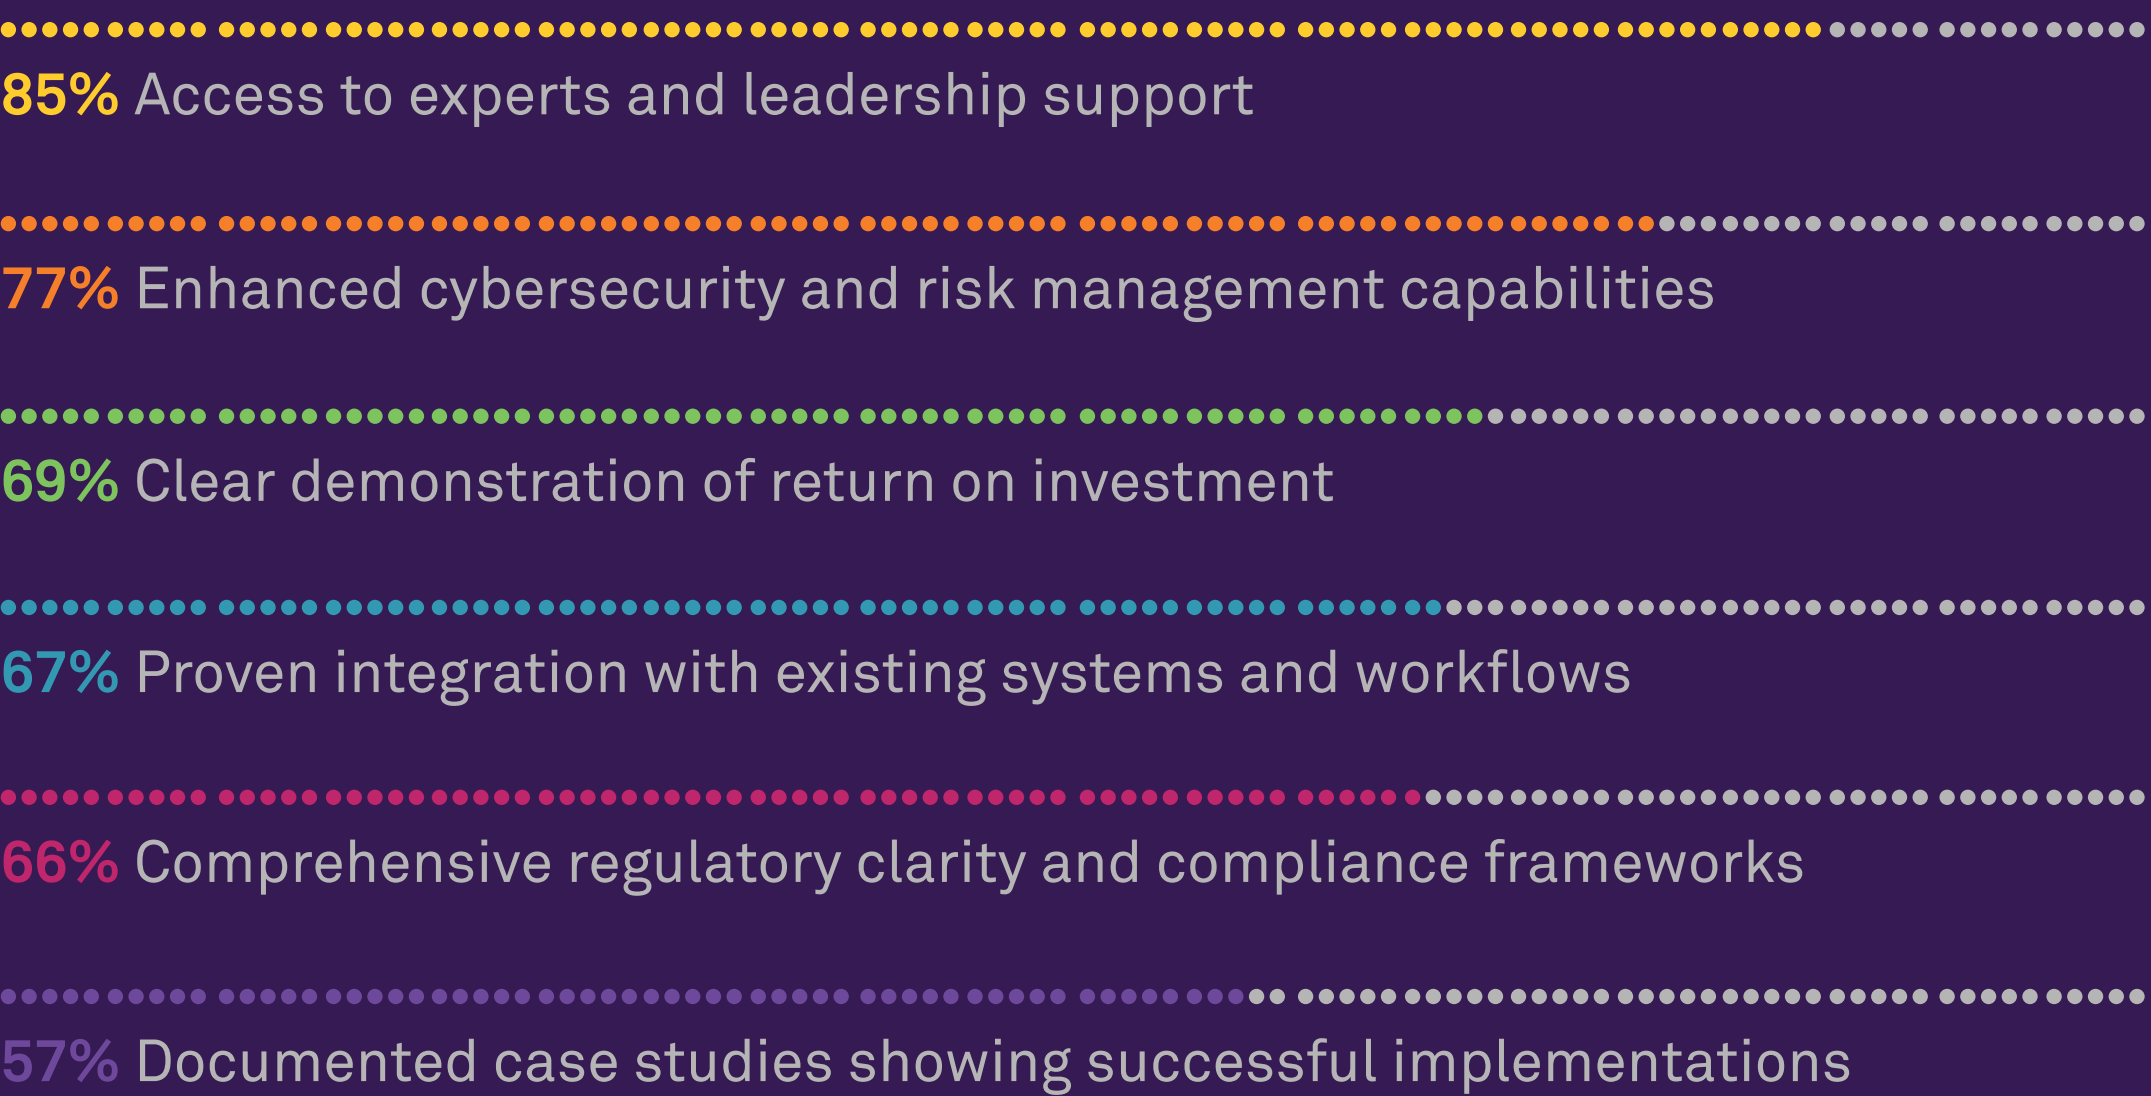 85% Access to experts and leadership support
77% Enhanced cybersecurity and risk management capabilities
69% Clear demonstration of return on investment
67% Proven integration with existing systems and workflows
66% Comprehensive regulatory clarity and compliance frameworks
57% Documented case studies showing successful implementations